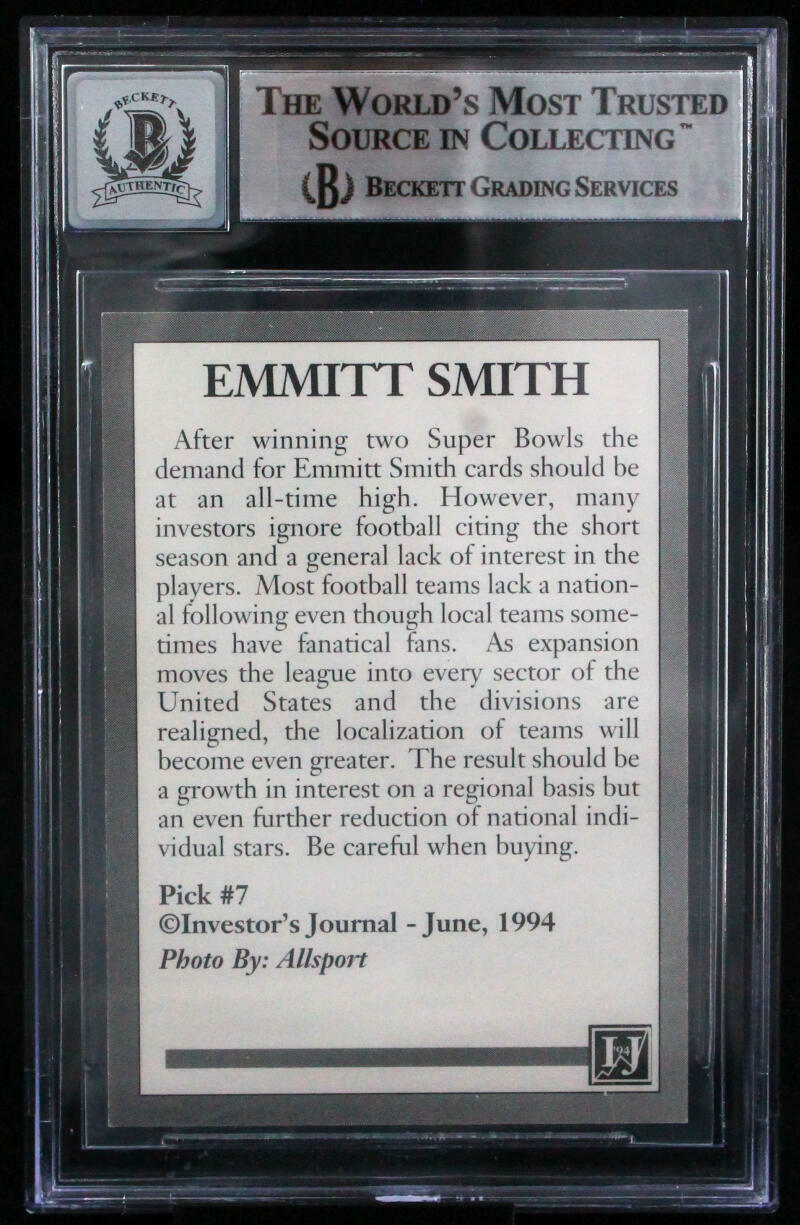 BECKETT
B
AUTHENTIC
THE WORLD'S MOST TRUSTED
SOURCE IN COLLECTING™
(B) BECKETT GRADING SERVICES
EMMITT SMITH
After winning two Super Bowls the
demand for Emmitt Smith cards should be
at an all-time high. However, many
investors ignore football citing the short
season and a general lack of interest in the
players. Most football teams lack a nation-
al following even though local teams some-
times have fanatical fans. As expansion
moves the league into every sector of the
United States and the divisions are
realigned, the localization of teams will
become even greater. The result should be
a growth in interest on a regional basis but
an even further reduction of national indi-
vidual stars. Be careful when buying.
Pick #7
©Investor's Journal - June, 1994
Photo By: Allsport
IJ '94